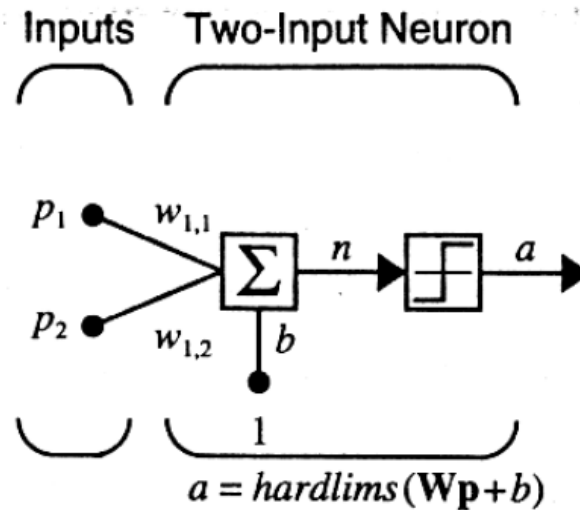 Inputs Two-Input Neuron
p1 w1,1
Σ n a
p2 w1,2 b
1
a = hardlims(Wp+b)